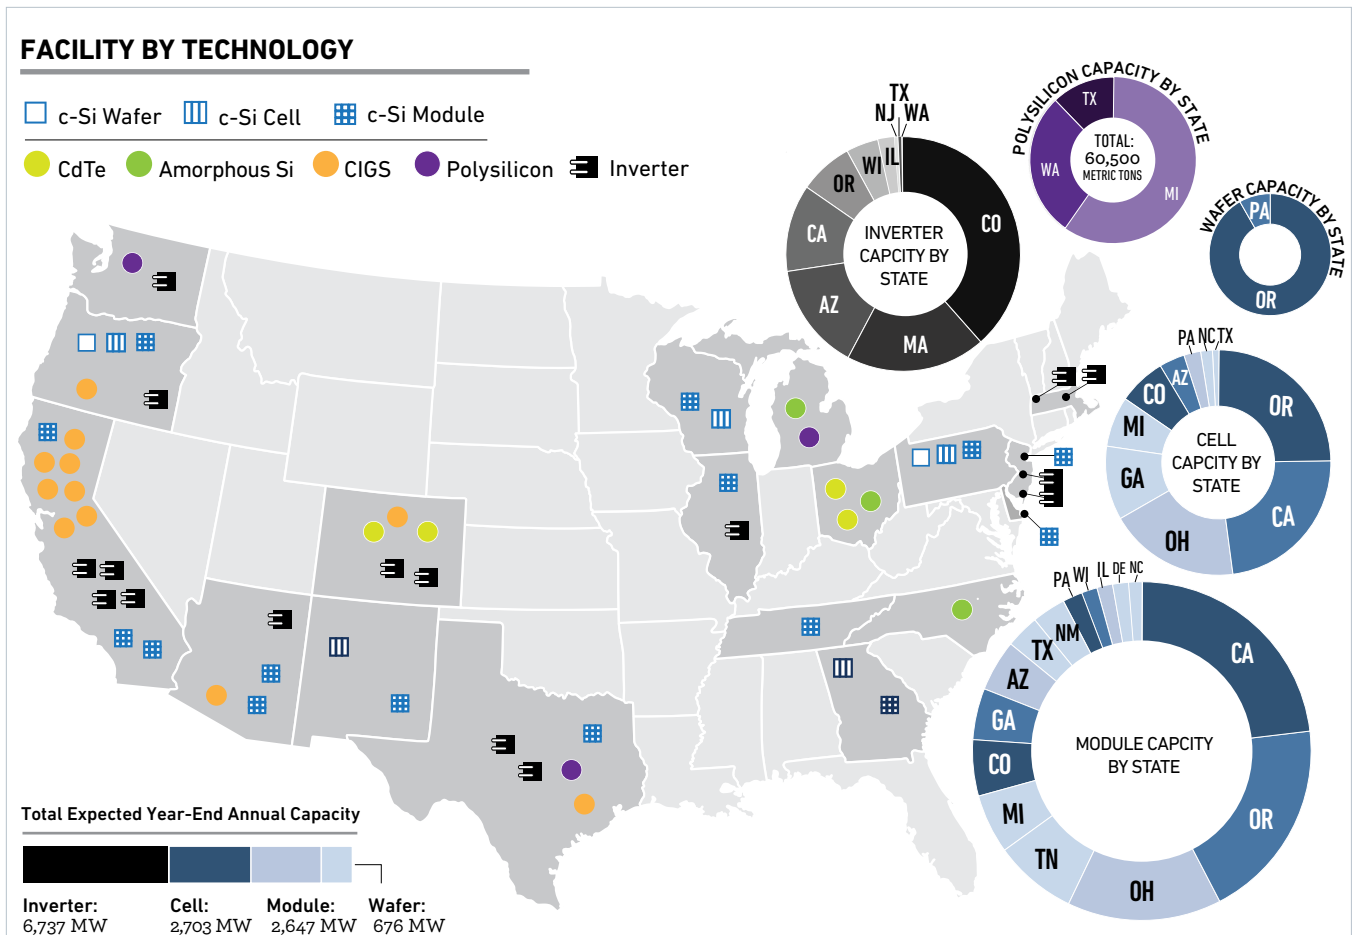 FACILITY BY TECHNOLOGY
c-Si Wafer
c-Si Cell
c-Si Module
CdTe
Amorphous Si
CIGS
Polysilicon
Inverter
TX
NJ
WA
IL
WI
OR
CA
AZ
MA
CO
INVERTER
CAPCITY BY
STATE
POLYSILICON CAPACITY BY STATE
TX
WA
MI
TOTAL:
60,500
METRIC TONS
WAFER CAPACITY BY STATE
PA
OR
PA
NC
TX
AZ
CO
MI
GA
OH
CA
OR
CELL
CAPCITY BY
STATE
PA
WI
IL
DE
NC
NM
TX
AZ
GA
CO
MI
TN
OH
OR
CA
MODULE CAPCITY
BY STATE
Total Expected Year-End Annual Capacity
Inverter:
6,737 MW
Cell:
2,703 MW
Module:
2,647 MW
Wafer:
676 MW